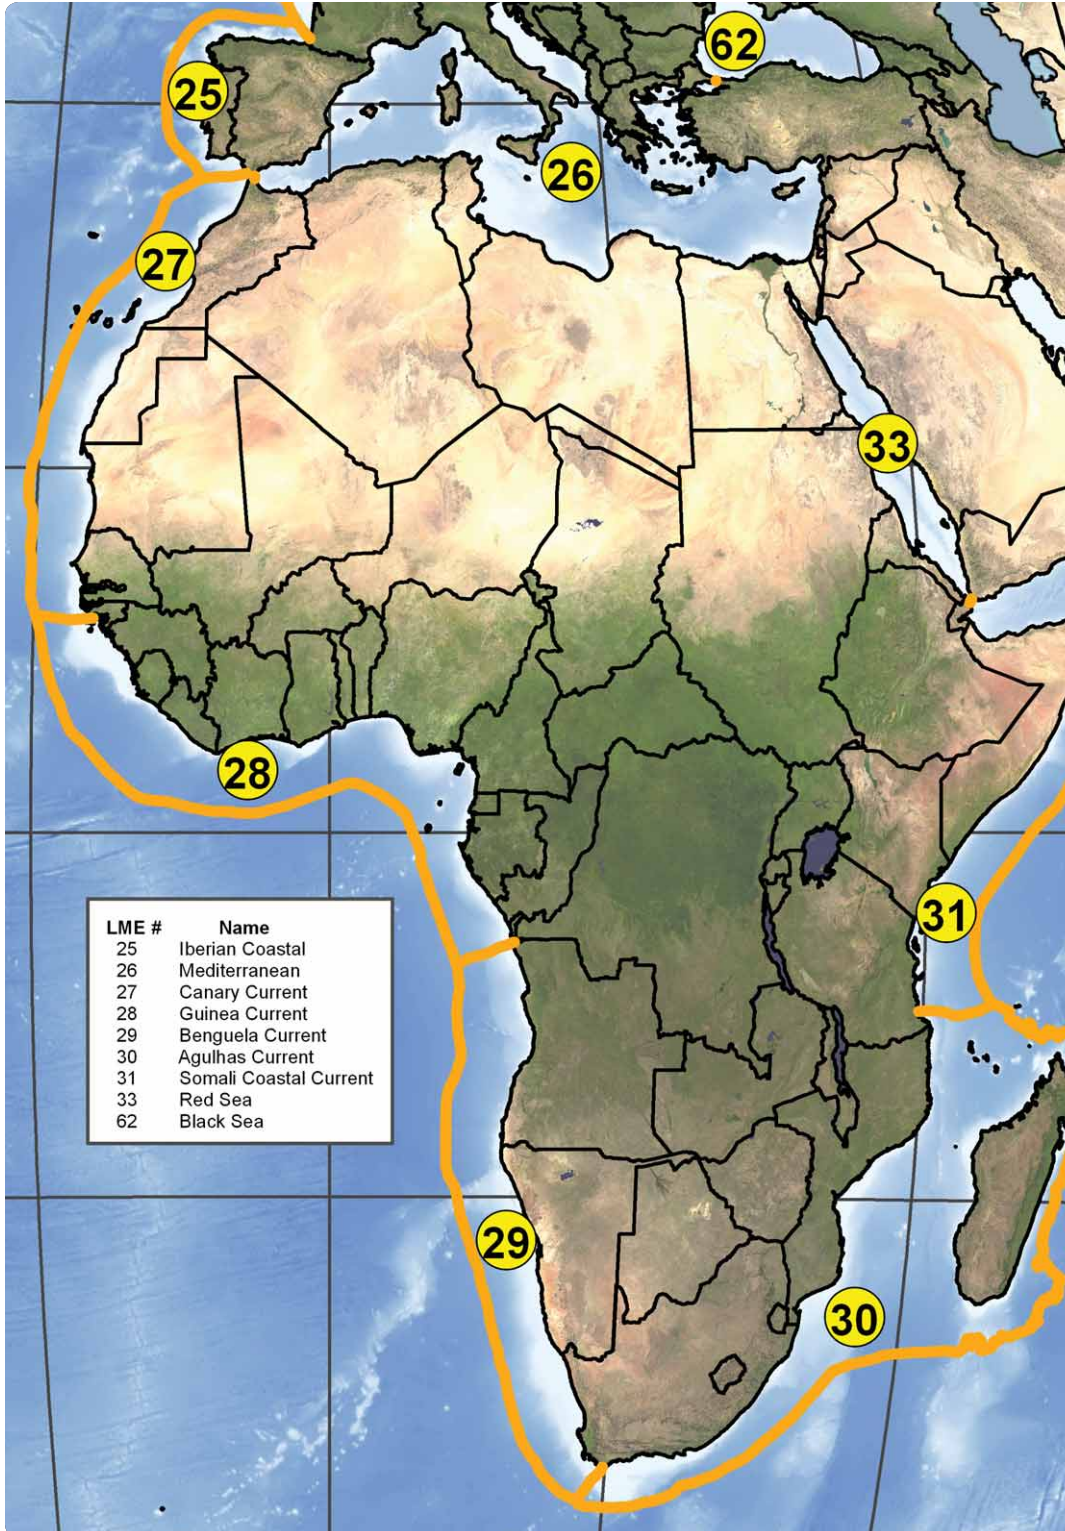 62
25
26
27
33
28
31
LME # Name
25 Iberian Coastal
26 Mediterranean
27 Canary Current
28 Guinea Current
29 Benguela Current
30 Agulhas Current
31 Somali Coastal Current
33 Red Sea
62 Black Sea
29
30